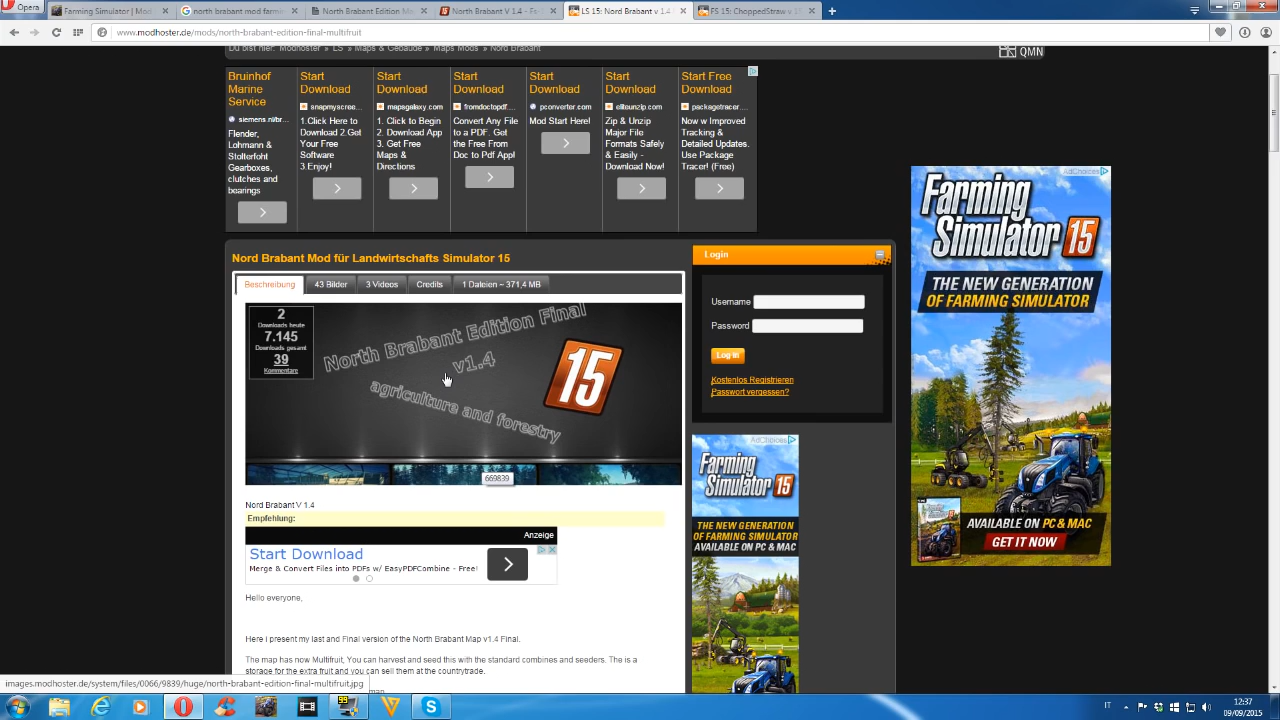 Opera
Farming Simulator | Mod
north brabant mod farmin
North Brabant Edition M
North Brabant V 1.4 - Fs
LS 15: Nord Brabant v 1.4
FS 15: ChoppedStraw v
www.modhoster.de/mods/north-brabant-edition-final-multifruit
Du bist hier: Modhoster » LS » Maps & Gebäude » Maps Mods » Nord Brabant
QMN
Bruinhof
Marine
Service
siemens.nl/br...
Flender,
Lohmann &
Stolterfoht
Gearboxes,
clutches and
bearings
Start
Download
snapmyscree...
1.Click Here to
Download 2.Get
Your Free
Software
3.Enjoy!
Start
Download
mapsgalaxy.com
1. Click to Begin
2. Download App
3. Get Free
Maps &
Directions
Start
Download
fromdoctopdf....
Convert Any File
to a PDF. Get
the Free From
Doc to Pdf App!
Start
Download
pconverter.com
Mod Start Here!
Start
Download
eliteunzip.com
Zip & Unzip
Major File
Formats Safely
& Easily -
Download Now!
Start Free
Download
packagetracer....
Now w Improved
Tracking &
Detailed Updates.
Use Package
Tracer! (Free)
Nord Brabant Mod für Landwirtschafts Simulator 15
Beschreibung
43 Bilder
3 Videos
Credits
1 Dateien ~ 371,4 MB
2
Downloads heute
7.145
Downloads gesamt
39
Kommentare
North Brabant Edition Final
v1.4
agriculture and forestry
15
669839
Nord Brabant V 1.4
Empfehlung:
Anzeige
Start Download
Merge & Convert Files into PDFs w/ EasyPDFCombine - Free!
Hello everyone,
Here i present my last and Final version of the North Brabant Map v1.4 Final.
The map has now Multifruit, You can harvest and seed this with the standard combines and seeders. The is a
storage for the extra fruit and you can sell them at the countrytrade.
Login
Username
Password
Log-in
Kostenlos Registrieren
Passwort vergessen?
AdChoices
Farming
Simulator 15
THE NEW GENERATION
OF FARMING SIMULATOR
AVAILABLE ON PC & MAC
AdChoices
Farming
Simulator 15
THE NEW GENERATION
OF FARMING SIMULATOR
AVAILABLE ON PC & MAC
GET IT NOW
images.modhoster.de/system/files/0066/9839/huge/north-brabant-edition-final-multifruit.jpg
99
IT
12:37
09/09/2015